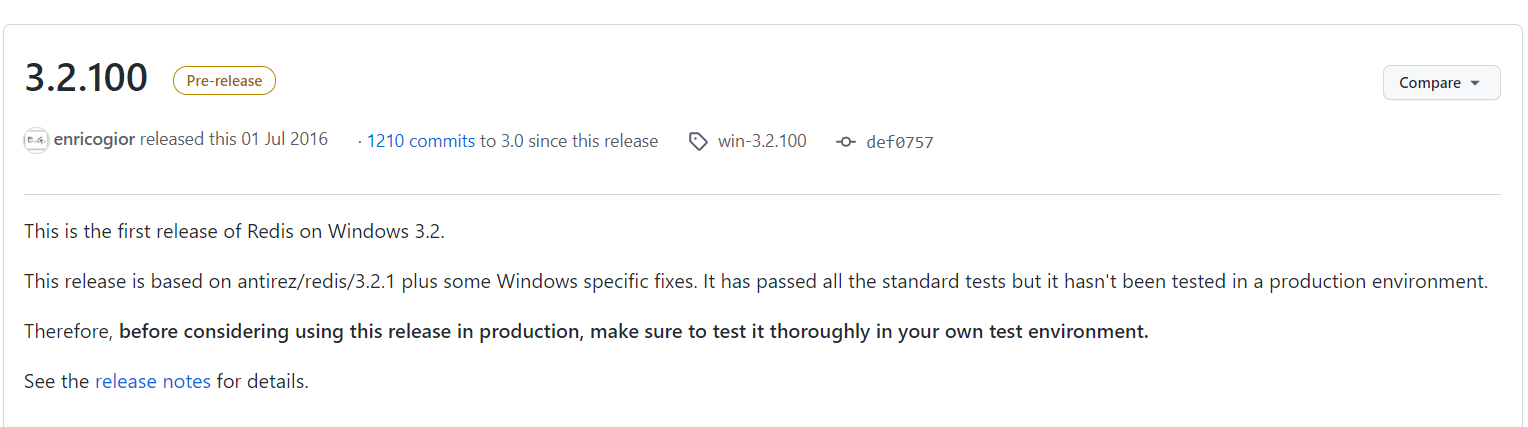 3.2.100 Pre-release Compare
E.G. enricogior released this 01 Jul 2016 · 1210 commits to 3.0 since this release win-3.2.100 def0757
This is the first release of Redis on Windows 3.2.
This release is based on antirez/redis/3.2.1 plus some Windows specific fixes. It has passed all the standard tests but it hasn't been tested in a production environment.
Therefore, before considering using this release in production, make sure to test it thoroughly in your own test environment.
See the release notes for details.